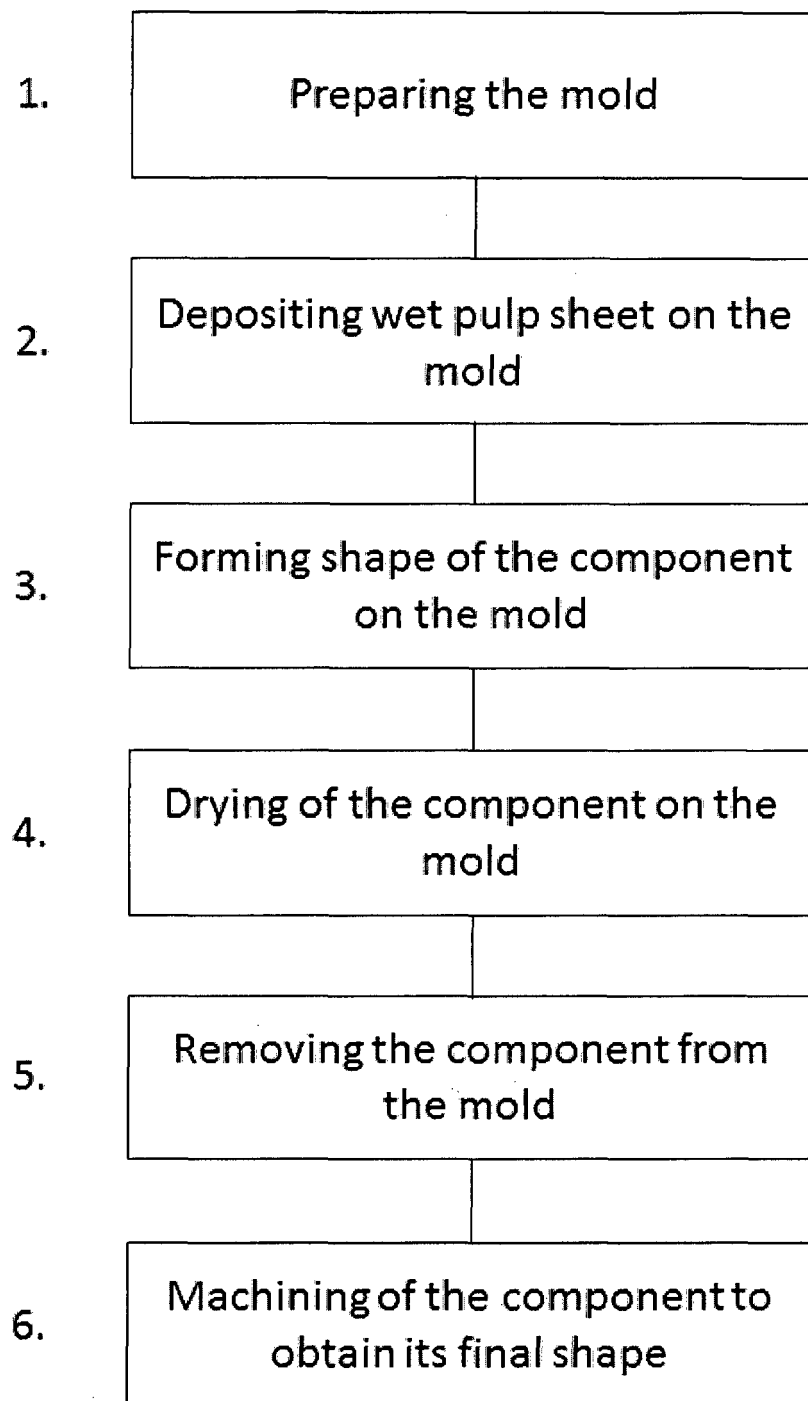 1. Preparing the mold
2. Depositing wet pulp sheet on the
mold
3. Forming shape of the component
on the mold
4. Drying of the component on the
mold
5. Removing the component from
the mold
6. Machining of the component to
obtain its final shape